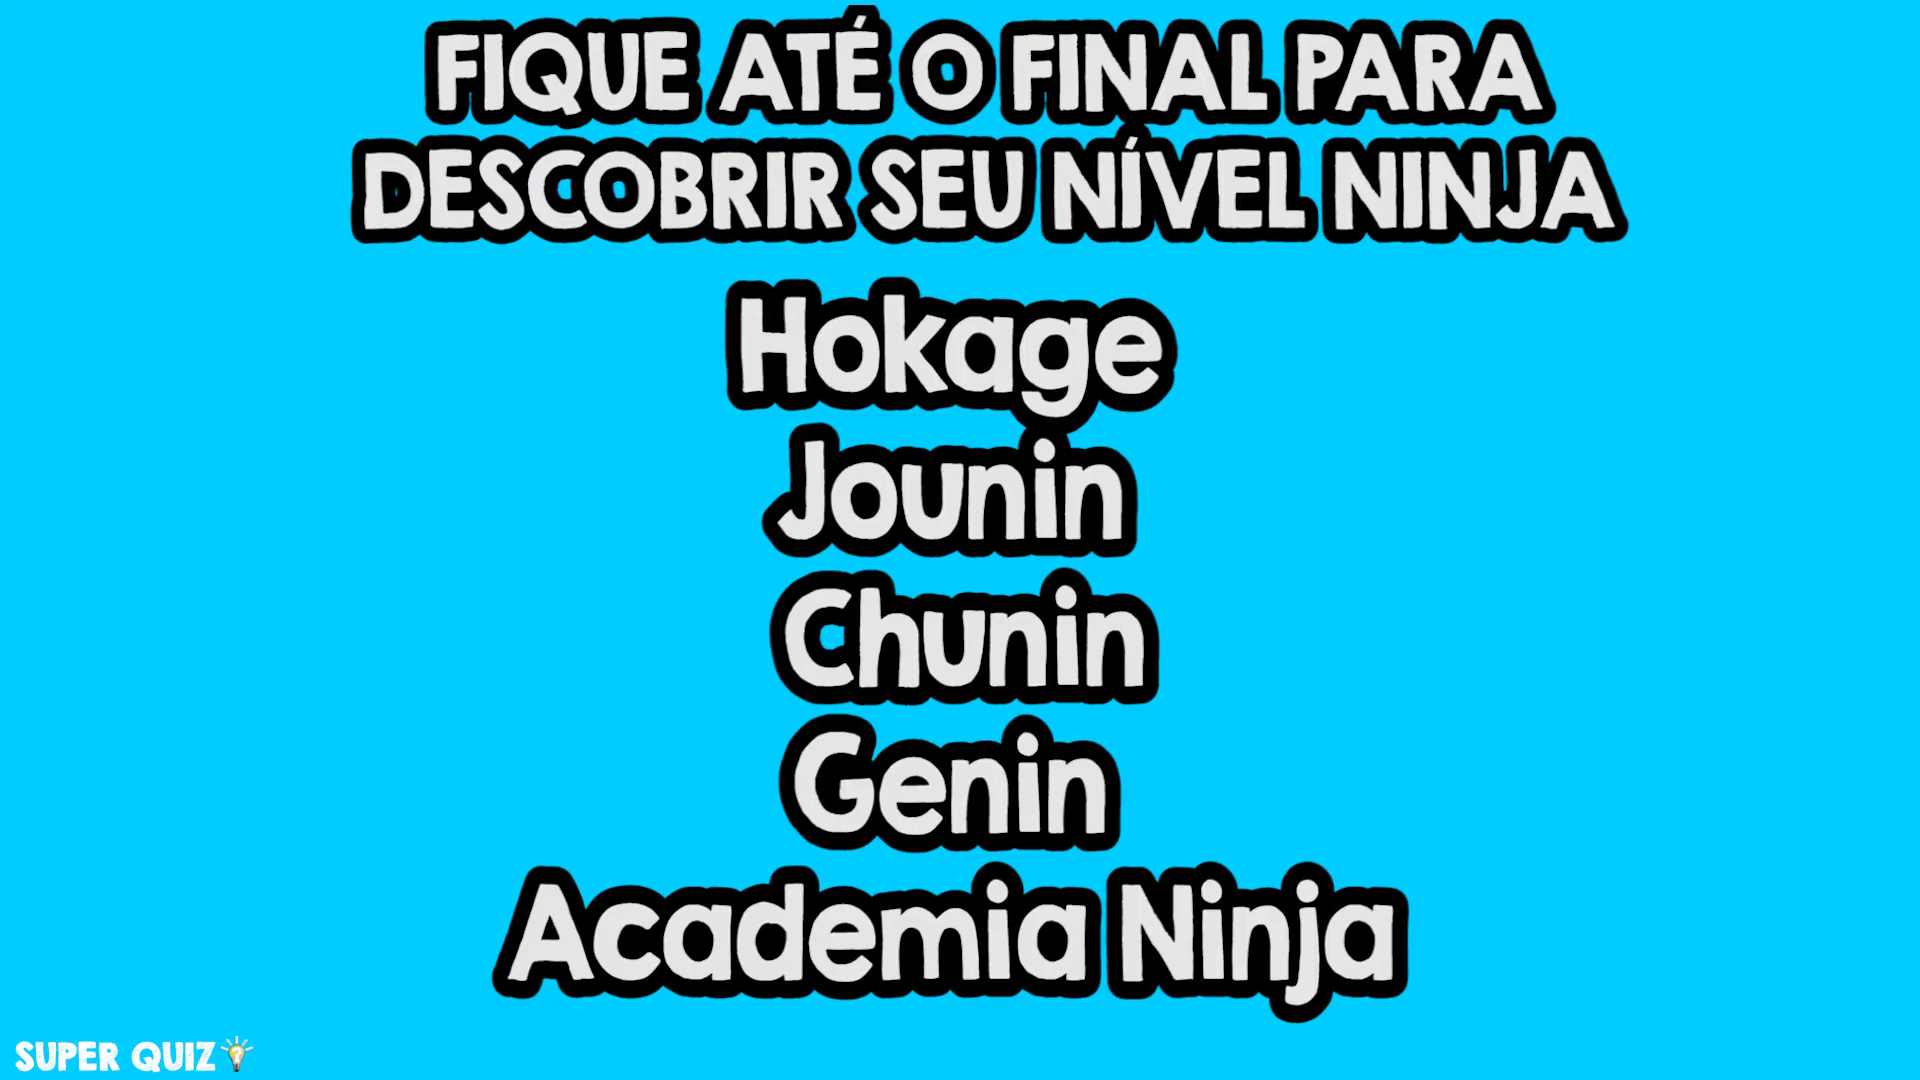 FIQUE ATÉ O FINAL PARA
DESCOBRIR SEU NÍVEL NINJA
Hokage
Jounin
Chunin
Genin
Academia Ninja
SUPER QUIZ